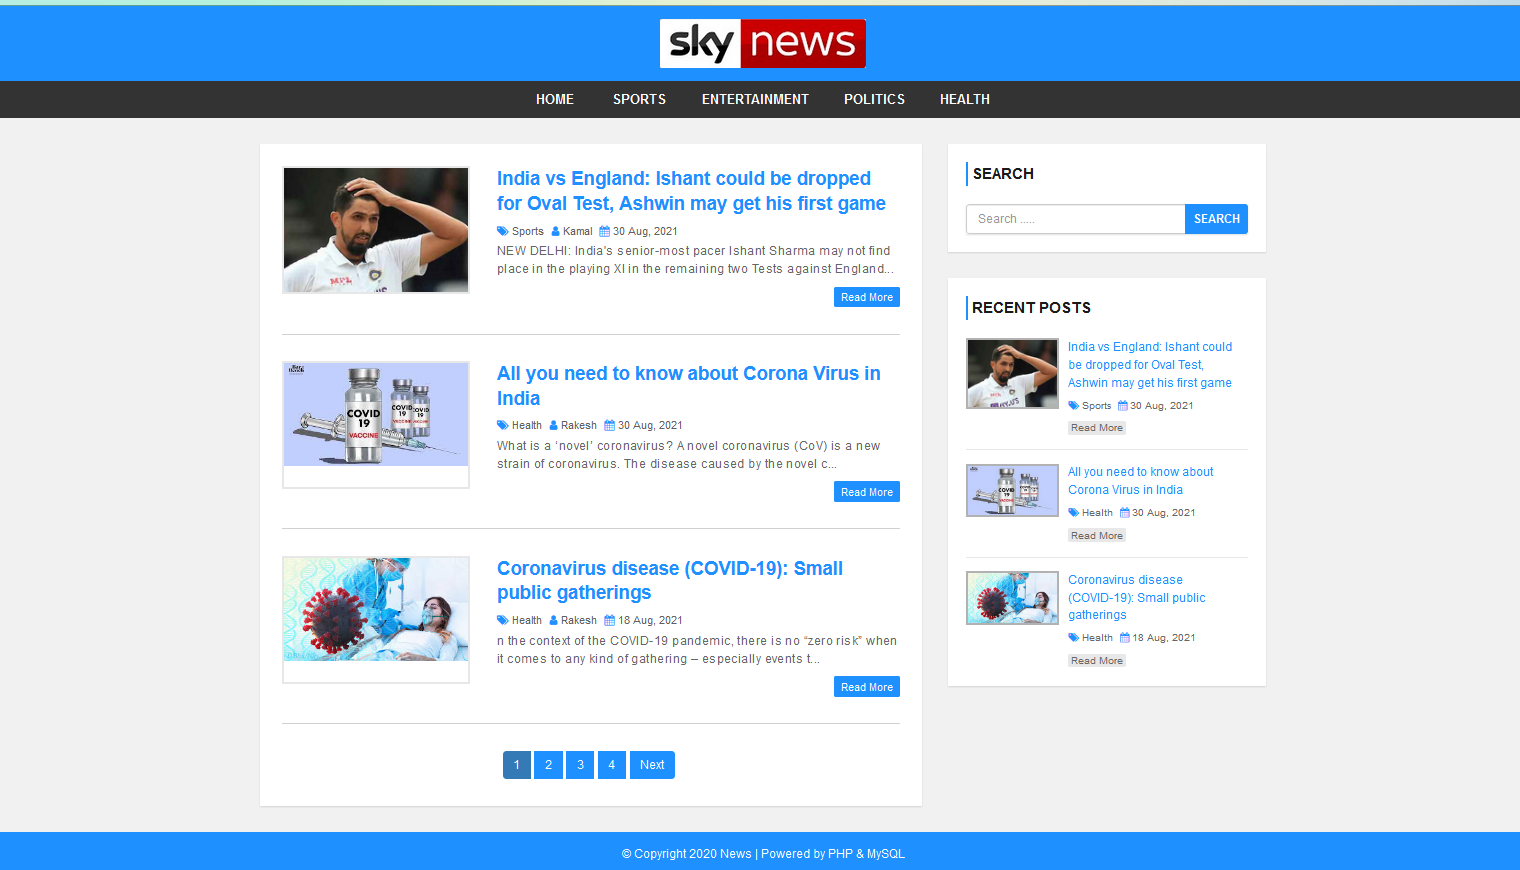 sky news
HOME SPORTS ENTERTAINMENT POLITICS HEALTH
India vs England: Ishant could be dropped
for Oval Test, Ashwin may get his first game
Sports Kamal 30 Aug, 2021
NEW DELHI: India's senior-most pacer Ishant Sharma may not find
place in the playing XI in the remaining two Tests against England...
Read More
COVID
19
VACCINE
COVID
19
COVID
19
All you need to know about Corona Virus in
India
Health Rakesh 30 Aug, 2021
What is a ‘novel’ coronavirus? A novel coronavirus (CoV) is a new
strain of coronavirus. The disease caused by the novel c...
Read More
Coronavirus disease (COVID-19): Small
public gatherings
Health Rakesh 18 Aug, 2021
n the context of the COVID-19 pandemic, there is no “zero risk” when
it comes to any kind of gathering – especially events t...
Read More
1 2 3 4 Next
SEARCH
Search ..... SEARCH
RECENT POSTS
India vs England: Ishant could
be dropped for Oval Test,
Ashwin may get his first game
Sports 30 Aug, 2021
Read More
COVID
19
All you need to know about
Corona Virus in India
Health 30 Aug, 2021
Read More
Coronavirus disease
(COVID-19): Small public
gatherings
Health 18 Aug, 2021
Read More
© Copyright 2020 News | Powered by PHP & MySQL